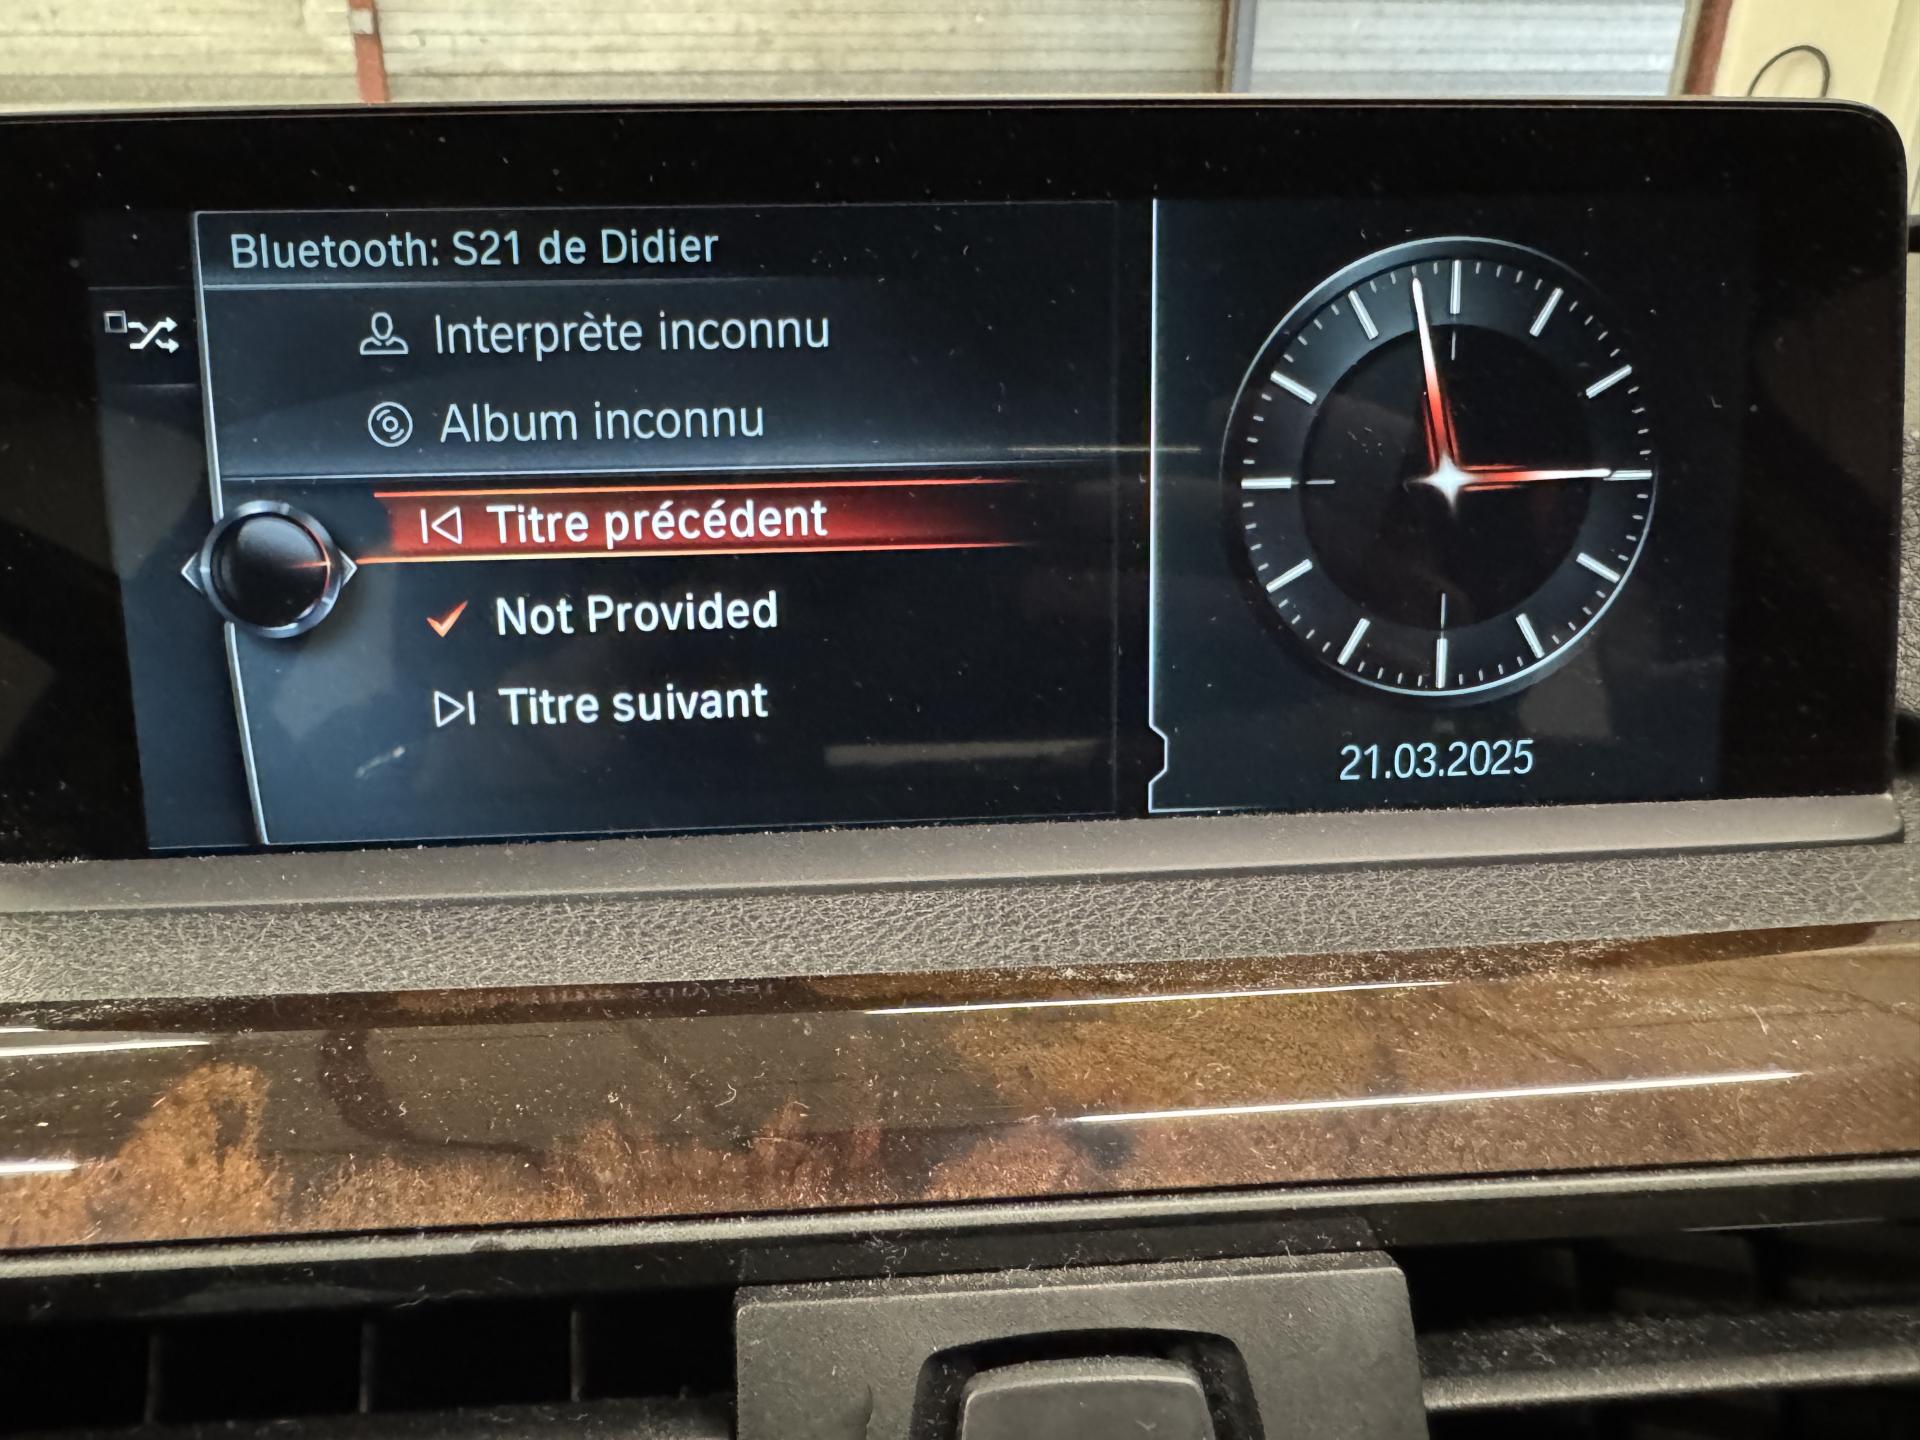 Bluetooth: S21 de Didier
Interprète inconnu
Album inconnu
Titre précédent
Not Provided
Titre suivant
21.03.2025